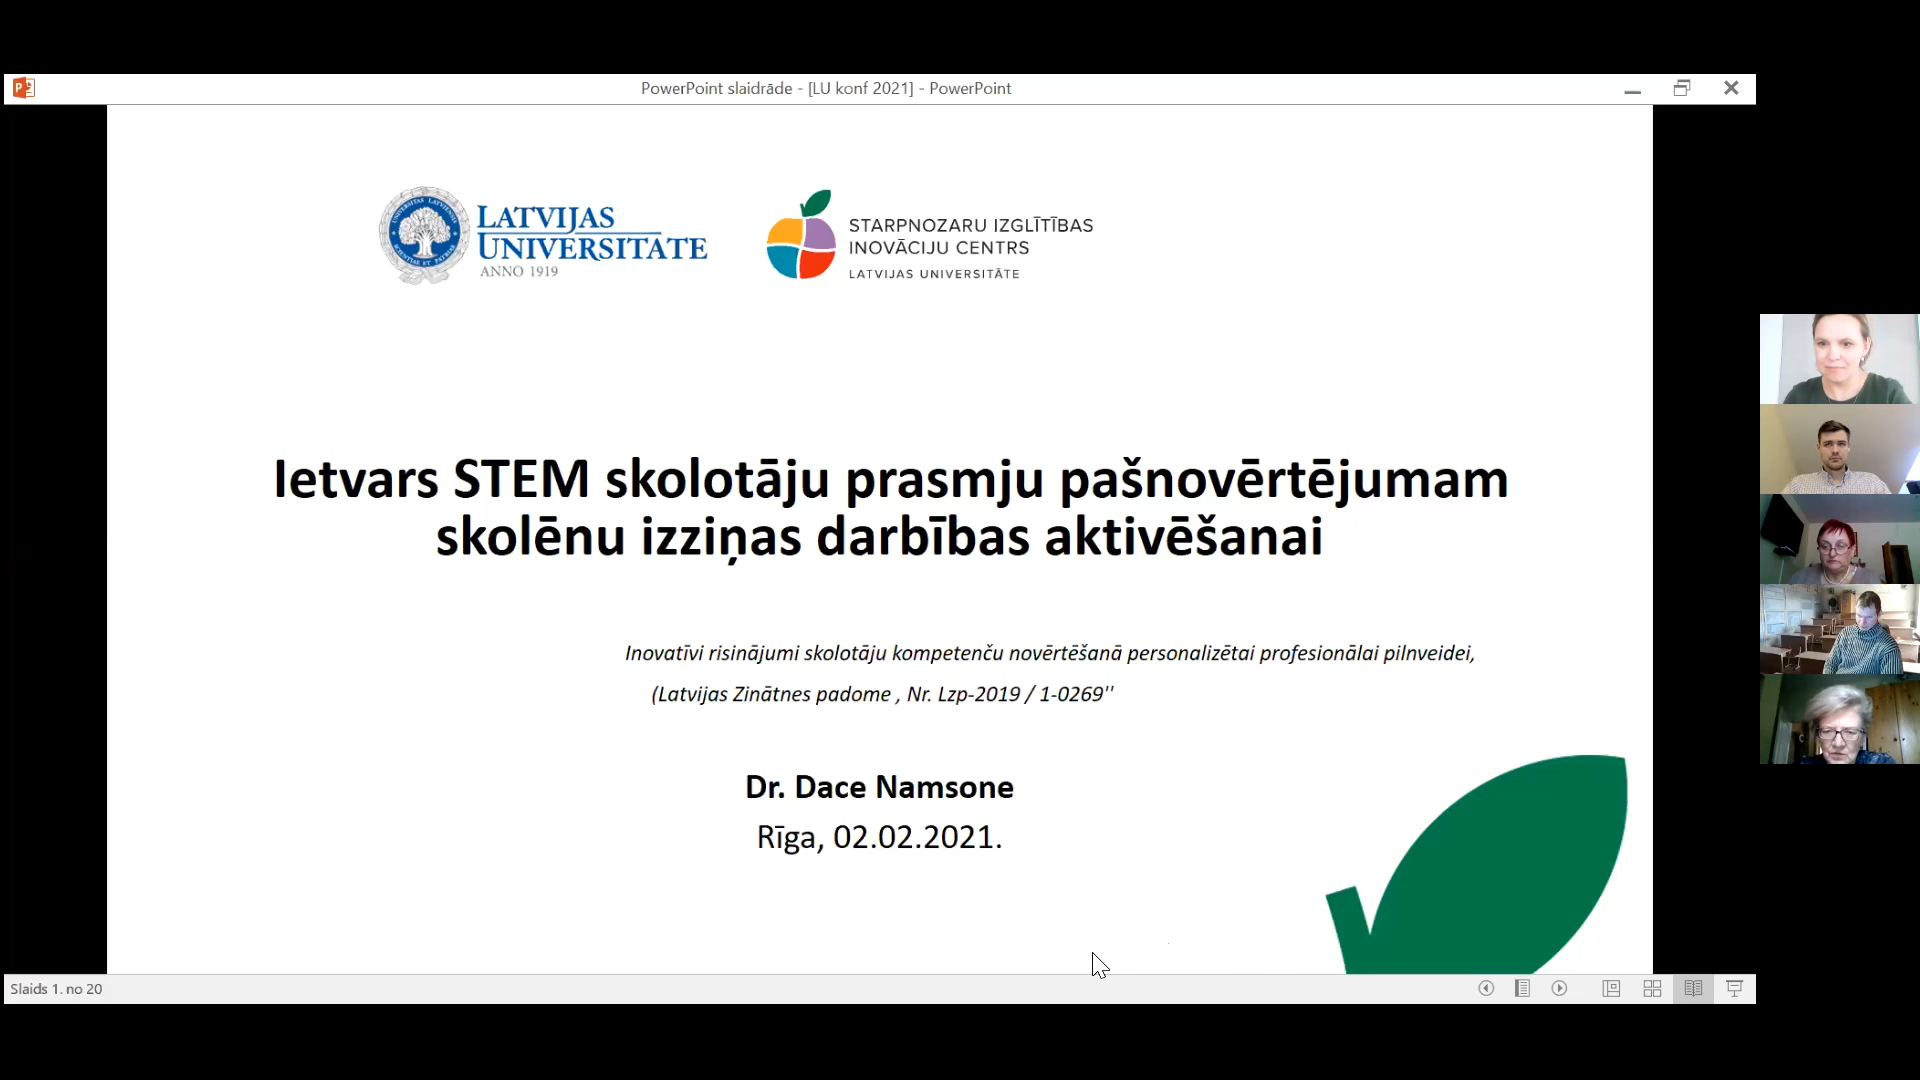 PowerPoint slaidrāde - [LU konf 2021] - PowerPoint
LATVIJAS
UNIVERSITATE
ANNO 1919
STARPNOZARU IZGLĪTĪBAS
INOVĀCIJU CENTRS
LATVIJAS UNIVERSITĀTE
Ietvars STEM skolotāju prasmju pašnovērtējumam
skolēnu izziņas darbības aktivēšanai
Inovatīvi risinājumi skolotāju kompetenču novērtēšanā personalizētai profesionālai pilnveidei,
(Latvijas Zinātnes padome , Nr. Lzp-2019 / 1-0269''
Dr. Dace Namsone
Rīga, 02.02.2021.
Slaids 1. no 20